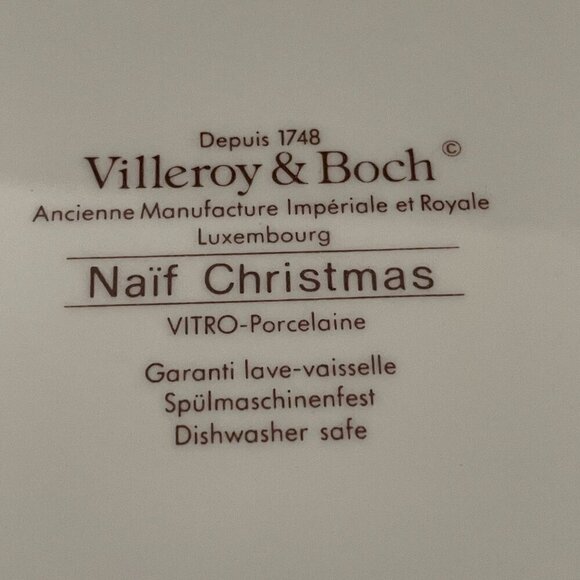 Depuis 1748
Villeroy & Boch ©
Ancienne Manufacture Impériale et Royale
Luxembourg
Naïf Christmas
VITRO-Porcelaine
Garanti lave-vaisselle
Spülmaschinenfest
Dishwasher safe